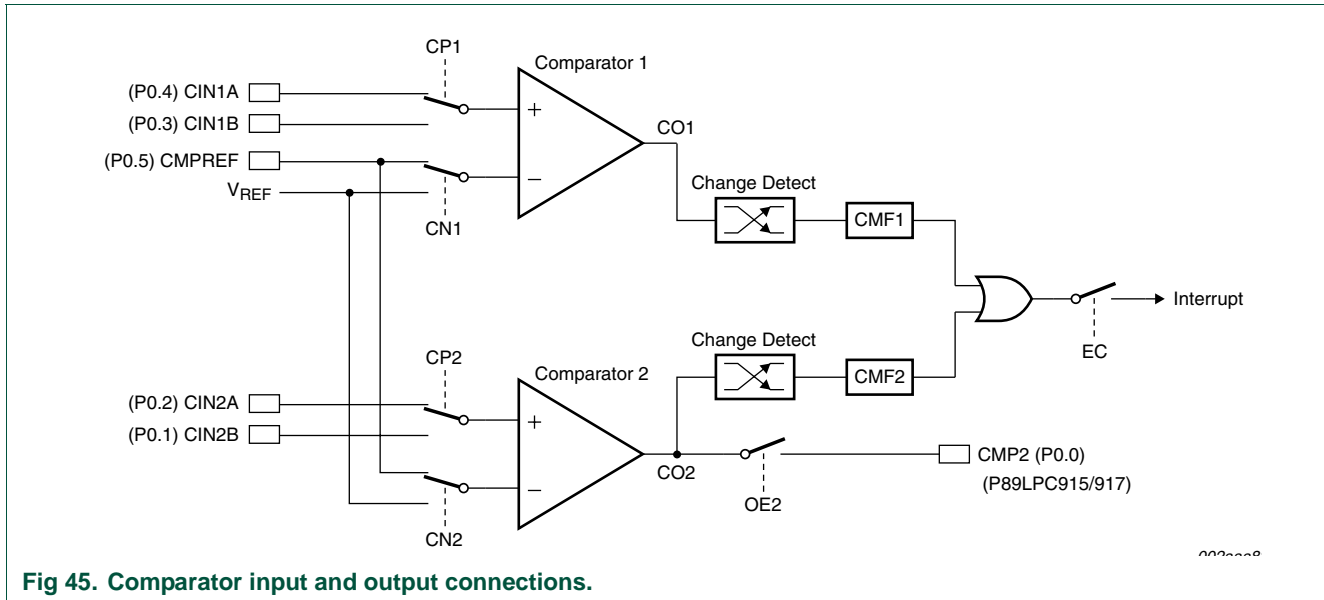 CP1
Comparator 1
(P0.4) CIN1A
(P0.3) CIN1B
+
CO1
(P0.5) CMPREF
−
VREF
CN1
Change Detect
CMF1
Interrupt
EC
CP2
Comparator 2
Change Detect
CMF2
(P0.2) CIN2A
(P0.1) CIN2B
+
CO2
−
CN2
OE2
CMP2 (P0.0)
(P89LPC915/917)
Fig 45. Comparator input and output connections.